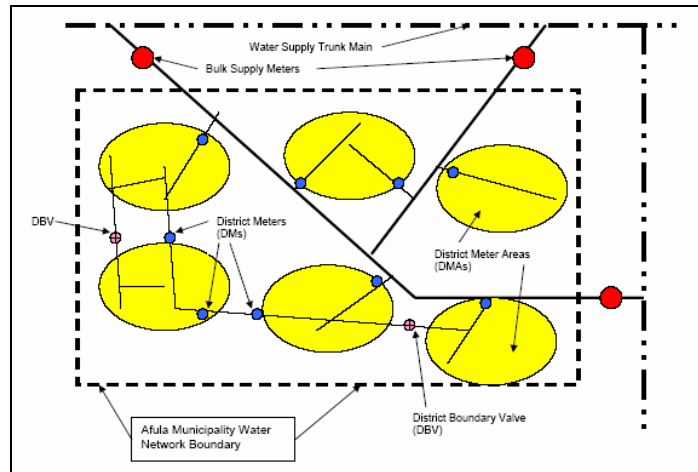 Water Supply Trunk Main
Bulk Supply Meters
DBV
District Meters
(DMs)
District Meter Areas
(DMAs)
District Boundary Valve
(DBV)
Afula Municipality Water
Network Boundary